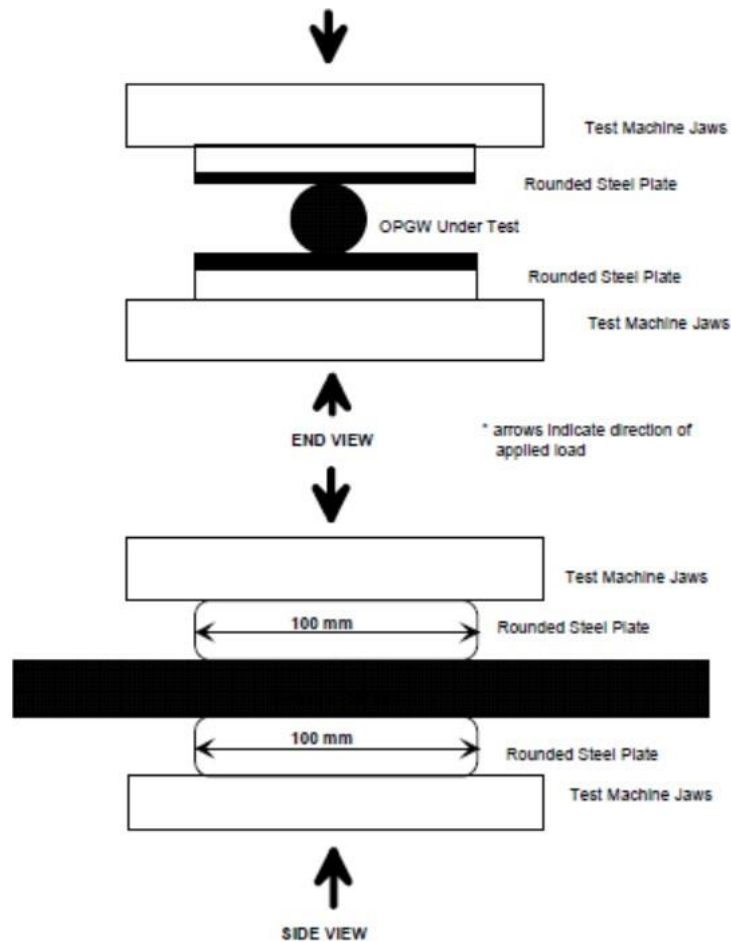 Test Machine Jaws
Rounded Steel Plate
OPGW Under Test
Rounded Steel Plate
Test Machine Jaws
END VIEW
* arrows indicate direction of
applied load
Test Machine Jaws
100 mm
Rounded Steel Plate
100 mm
Rounded Steel Plate
Test Machine Jaws
SIDE VIEW